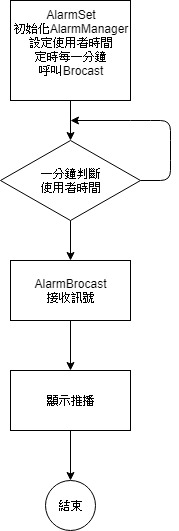 AlarmSet
初始化AlarmManager
設定使用者時間
定時每一分鐘
呼叫Brocast
一分鐘判斷
使用者時間
AlarmBrocast
接收訊號
顯示推播
結束